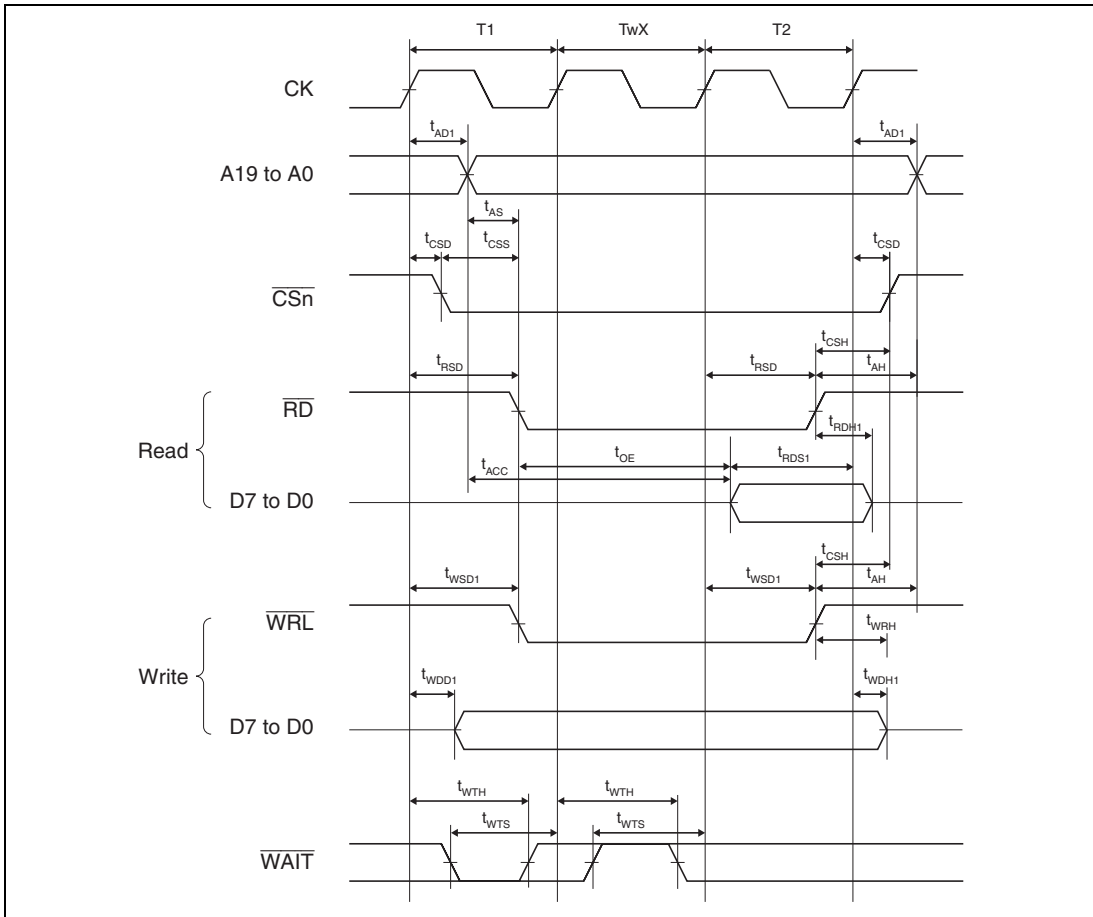 T1 TwX T2
CK
tAD1 tAD1
A19 to A0
tAS
tCSD tCSS tCSD
CSn
tCSH
tRSD tRSD tAH
RD
tRDH1
Read
tOE tRDS1
tACC
D7 to D0
tCSH
tWSD1 tWSD1 tAH
WRL
tWRH
Write
tWDD1 tWDH1
D7 to D0
tWTH tWTH
tWTS tWTS
WAIT